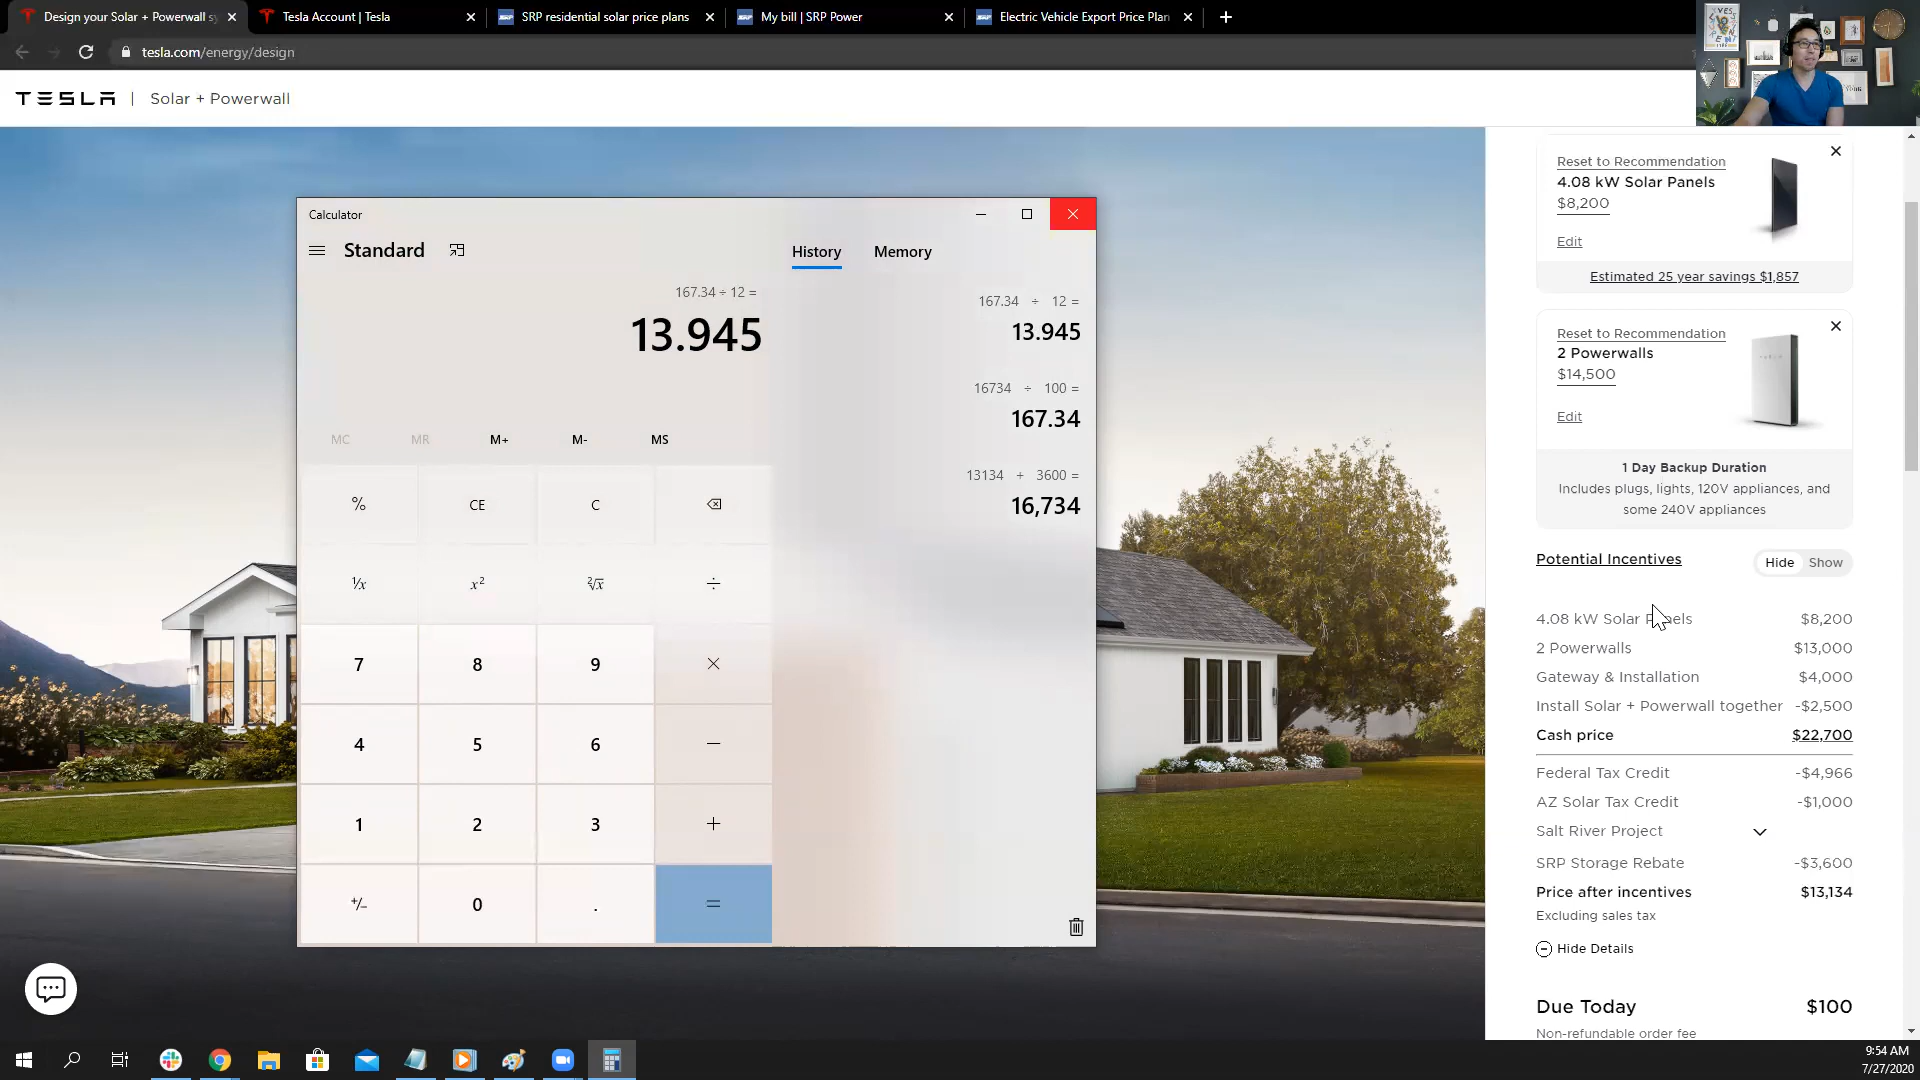 Design your Solar + Powerwall sy
Tesla Account | Tesla
SRP residential solar price plans
My bill | SRP Power
Electric Vehicle Export Price Plan
tesla.com/energy/design
TESLA | Solar + Powerwall
Calculator
Standard
History
Memory
167.34 ÷ 12 =
13.945
MC
MR
M+
M-
MS
%
CE
C
1/x
x²
²√x
÷
7
8
9
×
4
5
6
−
1
2
3
+
+/−
0
.
=
167.34 ÷ 12 =
13.945
16734 ÷ 100 =
167.34
13134 + 3600 =
16,734
Reset to Recommendation
4.08 kW Solar Panels
$8,200
Edit
Estimated 25 year savings $1,857
Reset to Recommendation
2 Powerwalls
$14,500
Edit
1 Day Backup Duration
Includes plugs, lights, 120V appliances, and
some 240V appliances
Potential Incentives
Hide Show
4.08 kW Solar Panels $8,200
2 Powerwalls $13,000
Gateway & Installation $4,000
Install Solar + Powerwall together -$2,500
Cash price $22,700
Federal Tax Credit -$4,966
AZ Solar Tax Credit -$1,000
Salt River Project
SRP Storage Rebate -$3,600
Price after incentives $13,134
Excluding sales tax
Hide Details
Due Today $100
Non-refundable order fee
9:54 AM
7/27/2020